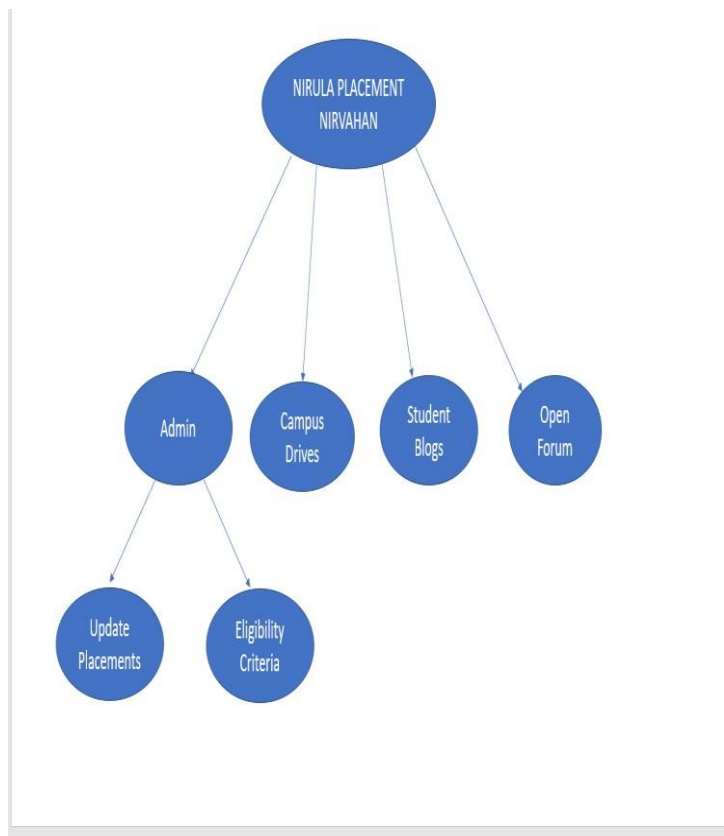 NIRULA PLACEMENT
NIRVAHAN
Admin
Campus
Drives
Student
Blogs
Open
Forum
Update
Placements
Eligibility
Criteria